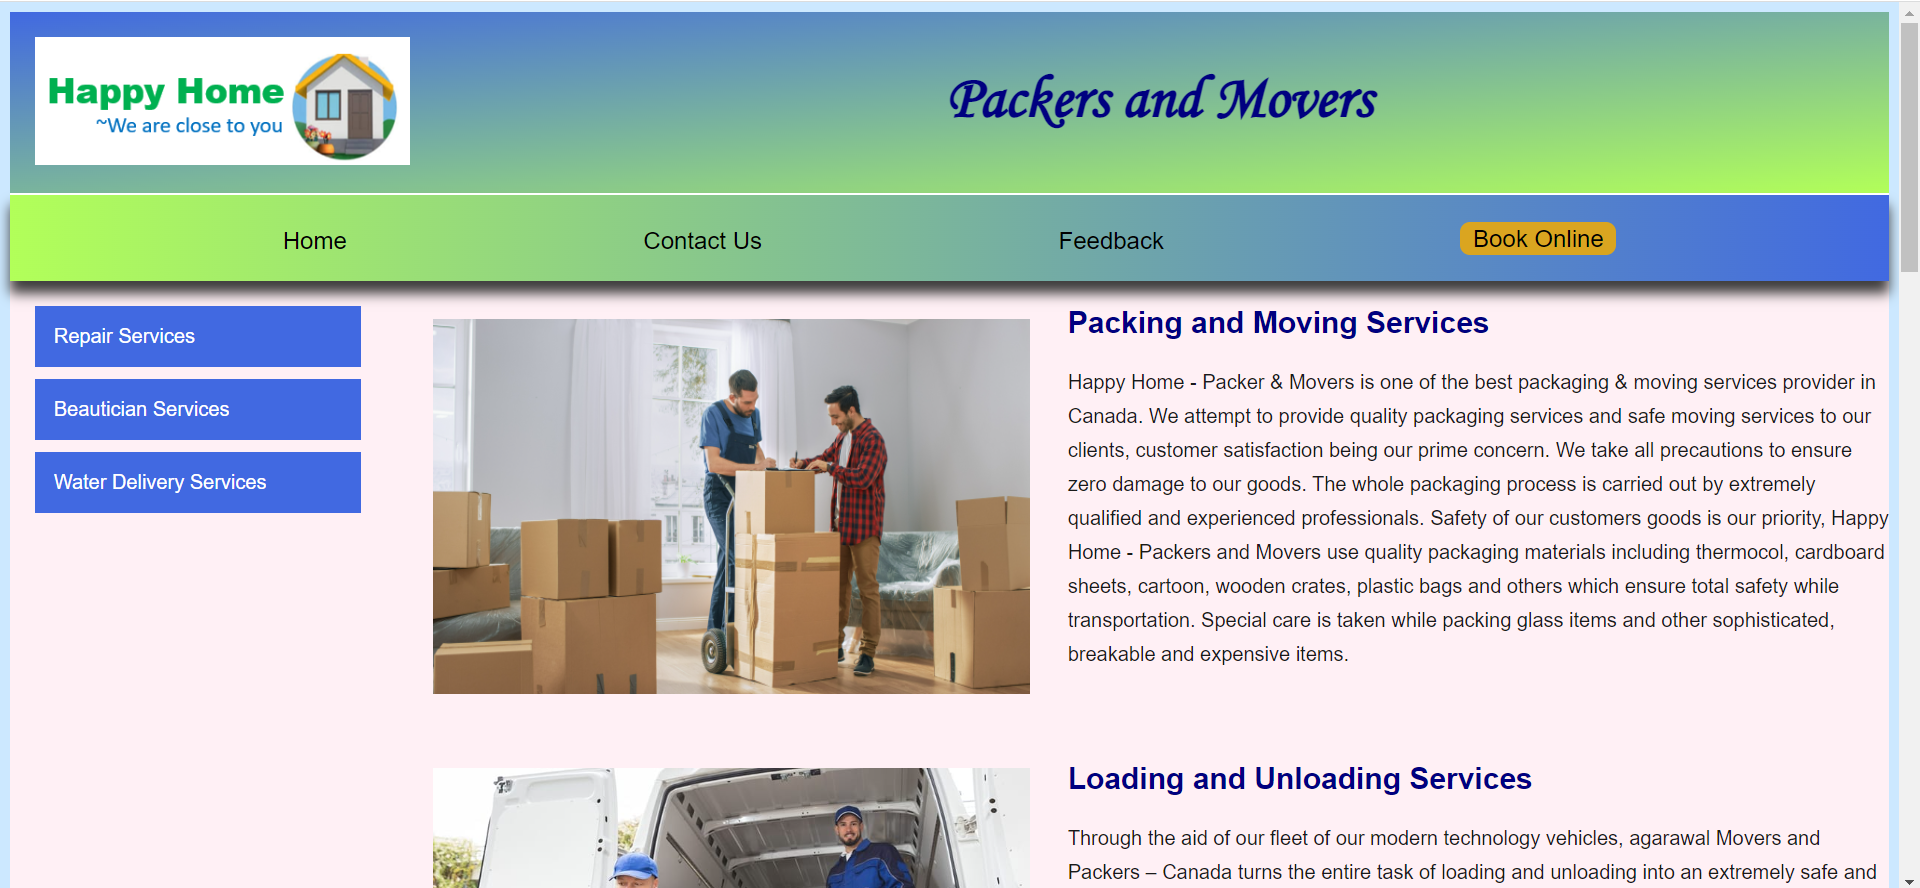 Happy Home
~We are close to you
Packers and Movers
Home
Contact Us
Feedback
Book Online
Repair Services
Beautician Services
Water Delivery Services
Packing and Moving Services
Happy Home - Packer & Movers is one of the best packaging & moving services provider in
Canada. We attempt to provide quality packaging services and safe moving services to our
clients, customer satisfaction being our prime concern. We take all precautions to ensure
zero damage to our goods. The whole packaging process is carried out by extremely
qualified and experienced professionals. Safety of our customers goods is our priority, Happy
Home - Packers and Movers use quality packaging materials including thermocol, cardboard
sheets, cartoon, wooden crates, plastic bags and others which ensure total safety while
transportation. Special care is taken while packing glass items and other sophisticated,
breakable and expensive items.
Loading and Unloading Services
Through the aid of our fleet of our modern technology vehicles, agarawal Movers and
Packers – Canada turns the entire task of loading and unloading into an extremely safe and